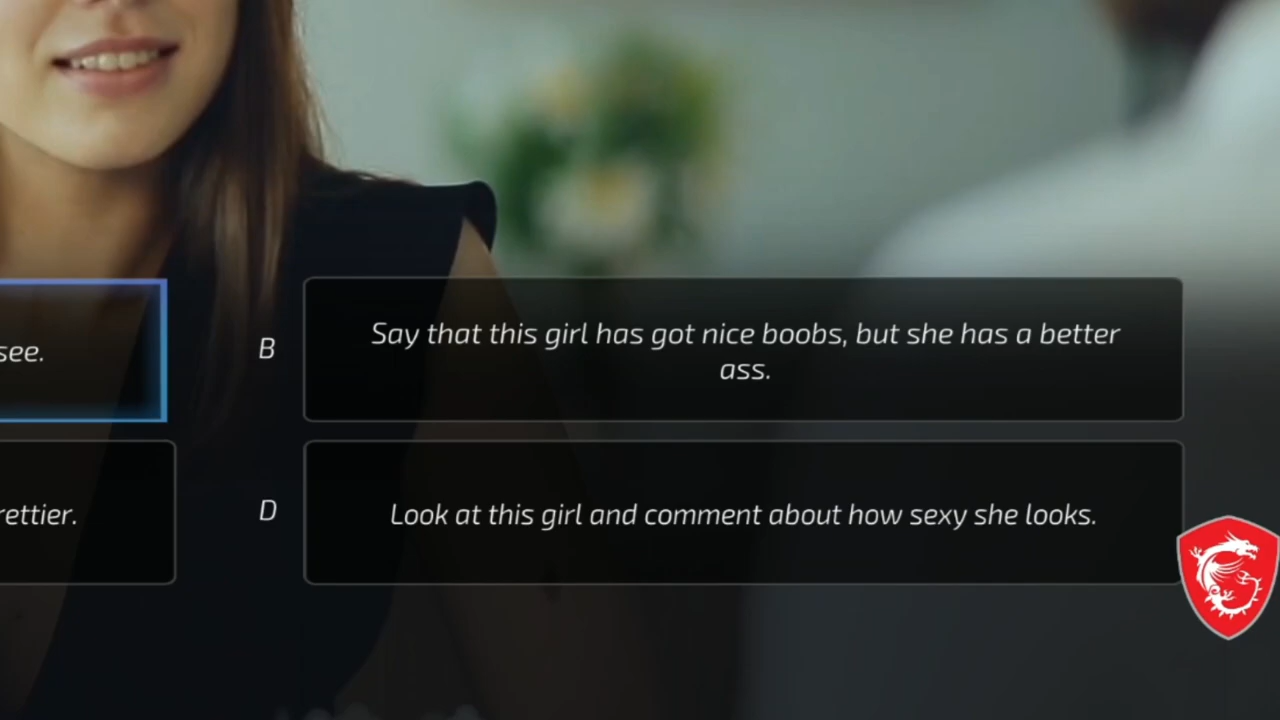 see.
B
Say that this girl has got nice boobs, but she has a better
ass.
rettier.
D
Look at this girl and comment about how sexy she looks.